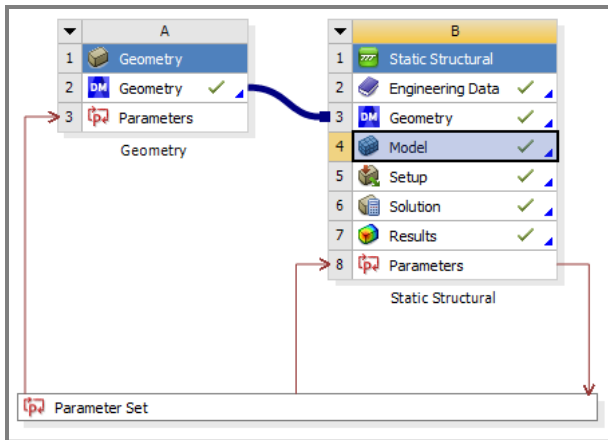 A
1 Geometry
2 DM Geometry
3 Parameters
Geometry
B
1 Static Structural
2 Engineering Data
3 DM Geometry
4 Model
5 Setup
6 Solution
7 Results
8 Parameters
Static Structural
Parameter Set